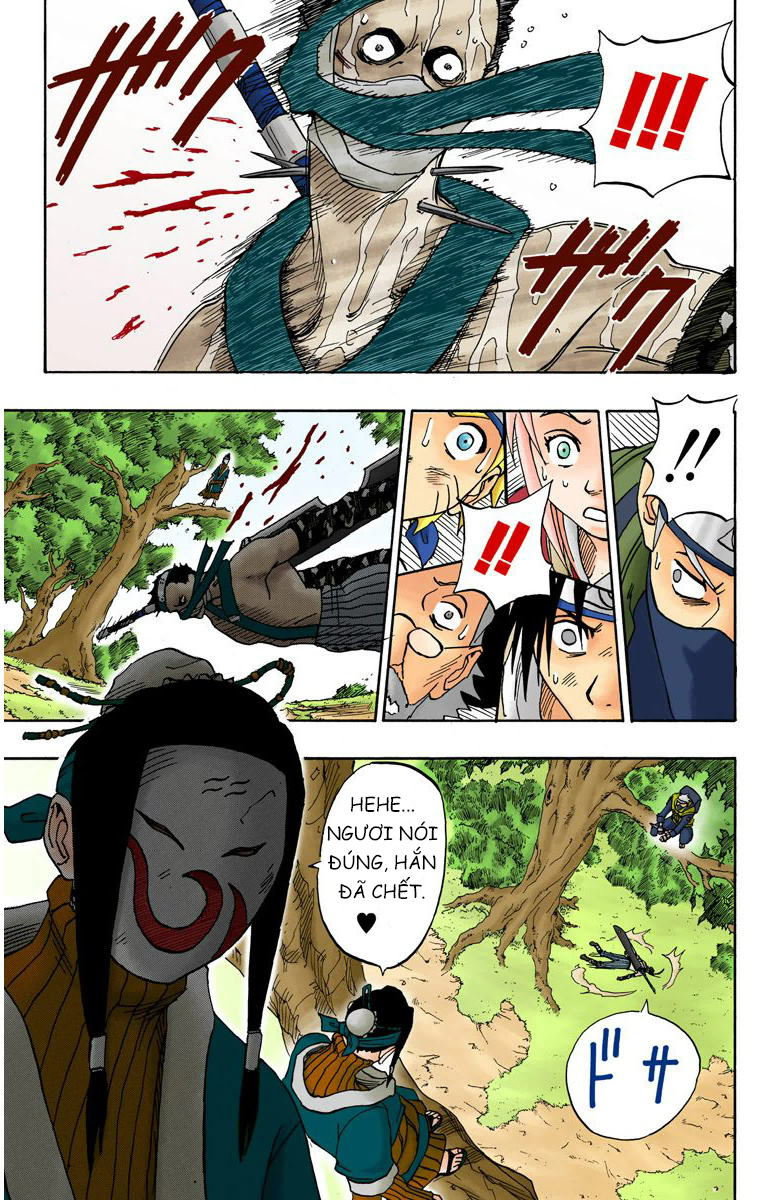 ザク
!!!
ザク
!!
!!
HEHE...
NGƯƠI NÓI
ĐÚNG, HẮN
ĐÃ CHẾT.
♥
ドサ